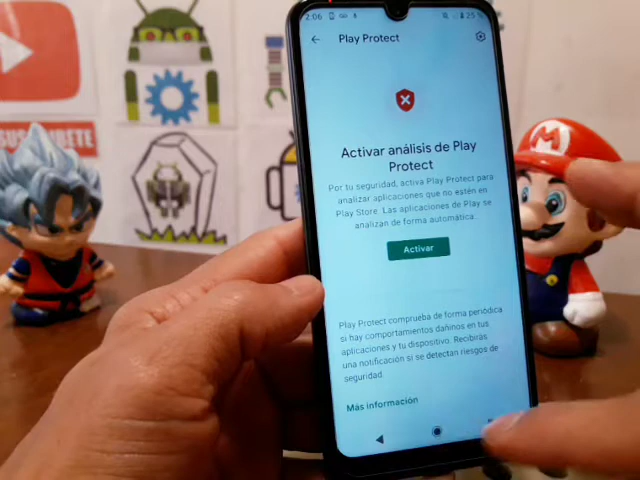 2:06
25
Play Protect
M
Activar análisis de Play
Protect
Por tu seguridad, activa Play Protect para
analizar aplicaciones que no estén en
Play Store. Las aplicaciones de Play se
analizan de forma automática.
Activar
Play Protect comprueba de forma periódica
si hay comportamientos dañinos en tus
aplicaciones y tu dispositivo. Recibirás
una notificación si se detectan riesgos de
seguridad.
Más información